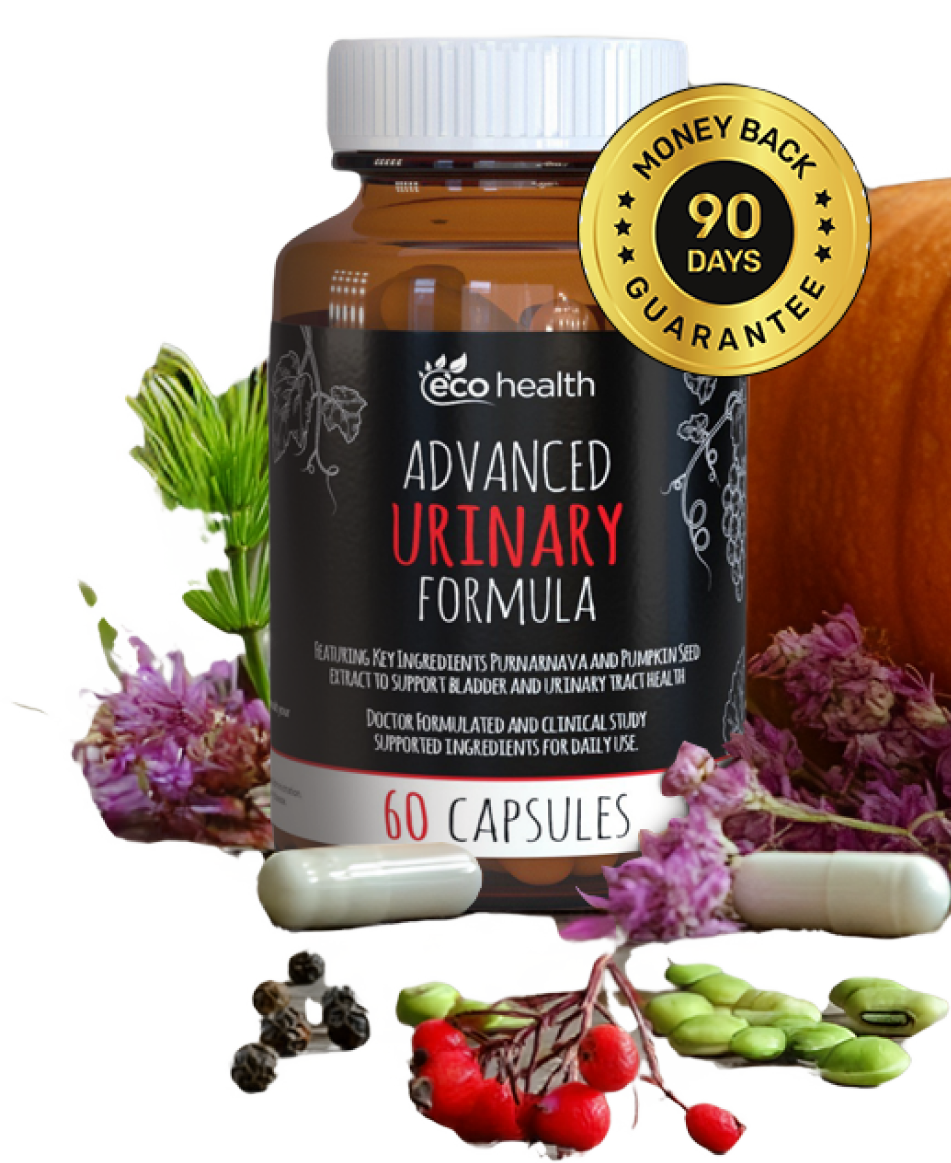 MONEY BACK
90
DAYS
GUARANTEE
eco health
ADVANCED
URINARY
FORMULA
FEATURING KEY INGREDIENTS PURNARNAVA AND PUMPKIN SEED
EXTRACT TO SUPPORT BLADDER AND URINARY TRACT HEALTH
DOCTOR FORMULATED AND CLINICAL STUDY
SUPPORTED INGREDIENTS FOR DAILY USE.
60 CAPSULES